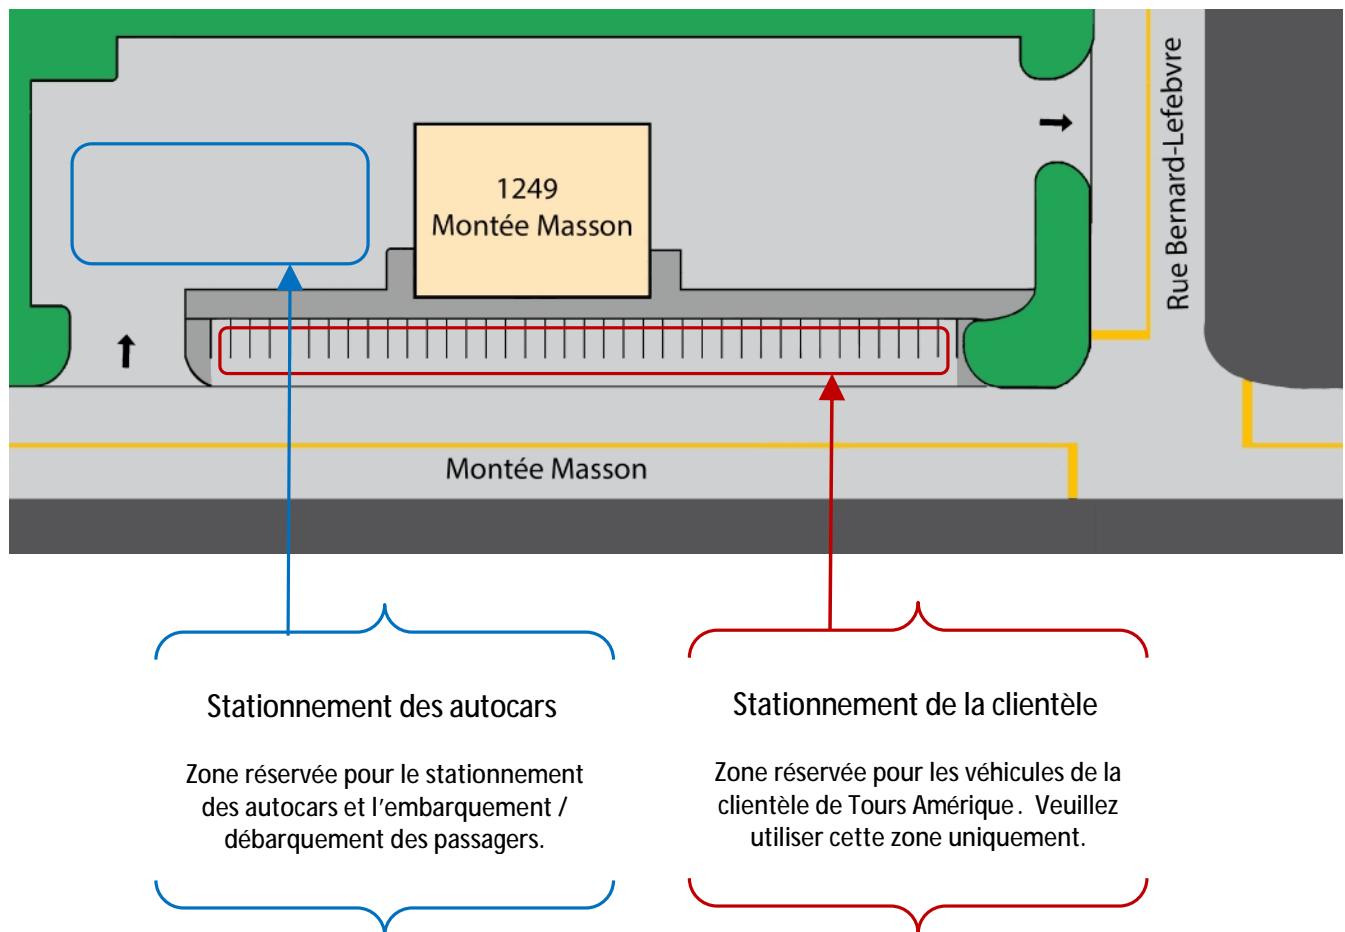 Rue Bernard-Lefebvre
1249
Montée Masson
Montée Masson
Stationnement des autocars
Zone réservée pour le stationnement
des autocars et l'embarquement /
débarquement des passagers.
Stationnement de la clientèle
Zone réservée pour les véhicules de la
clientèle de Tours Amérique. Veuillez
utiliser cette zone uniquement.